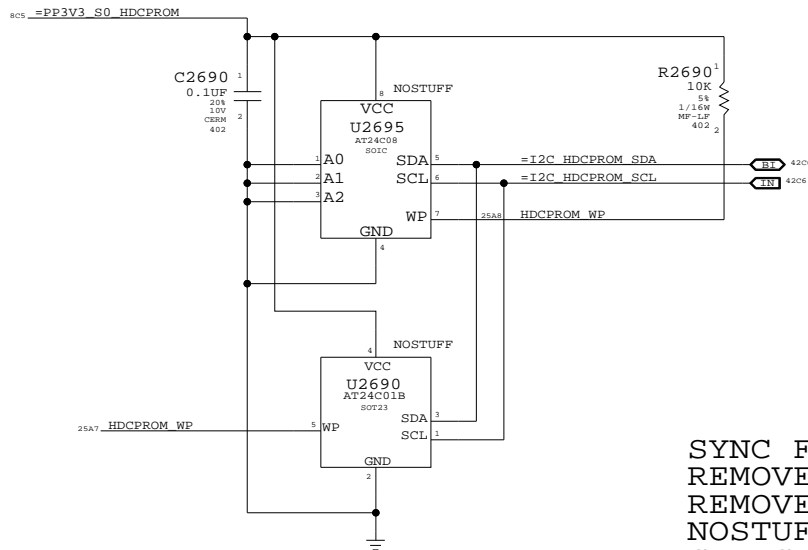 8C5 =PP3V3_S0_HDCPROM
C2690 1
0.1UF
20%
10V
CERM
402
2
NOSTUFF
8
VCC
U2695
AT24C08
SOIC
1 A0
2 A1
3 A2
SDA 5
SCL 6
WP 7
GND
4
R2690 1
10K
5%
1/16W
MF-LF
402
2
=I2C_HDCPROM_SDA
BI
=I2C_HDCPROM_SCL
IN 42C6
25A8 HDCPROM_WP
NOSTUFF
4
VCC
U2690
AT24C01B
SOT23
25A7 HDCPROM_WP
5 WP
SDA 3
SCL 1
GND
2
SYNC
REMOVE
REMOVE
NOSTUF